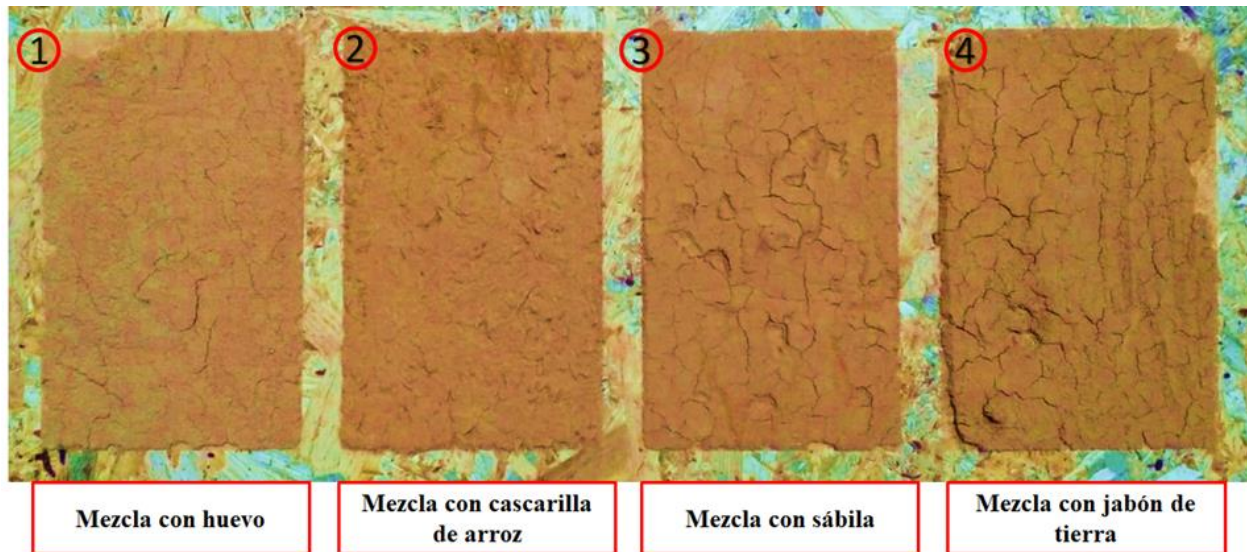 1
2
3
4
Mezcla con huevo
Mezcla con cascarilla
de arroz
Mezcla con sábila
Mezcla con jabón de
tierra